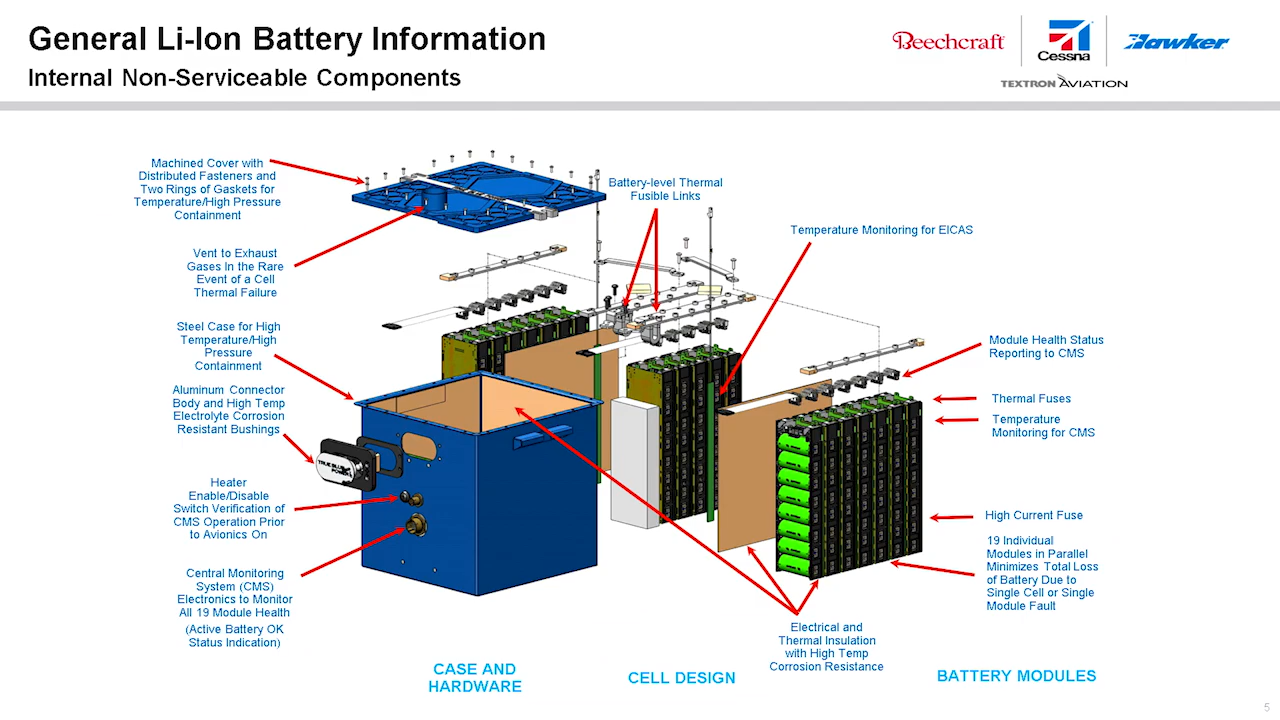 General Li-Ion Battery Information
Internal Non-Serviceable Components
Beechcraft
Cessna
Hawker
TEXTRON AVIATION
Machined Cover with
Distributed Fasteners and
Two Rings of Gaskets for
Temperature/High Pressure
Containment
Vent to Exhaust
Gases In the Rare
Event of a Cell
Thermal Failure
Steel Case for High
Temperature/High
Pressure
Containment
Aluminum Connector
Body and High Temp
Electrolyte Corrosion
Resistant Bushings
TRUE BLUE
POWER
Heater
Enable/Disable
Switch Verification of
CMS Operation Prior
to Avionics On
Central Monitoring
System (CMS)
Electronics to Monitor
All 19 Module Health
(Active Battery OK
Status Indication)
Battery-level Thermal
Fusible Links
Temperature Monitoring for EICAS
Module Health Status
Reporting to CMS
Thermal Fuses
Temperature
Monitoring for CMS
High Current Fuse
19 Individual
Modules in Parallel
Minimizes Total Loss
of Battery Due to
Single Cell or Single
Module Fault
Electrical and
Thermal Insulation
with High Temp
Corrosion Resistance
CASE AND
HARDWARE
CELL DESIGN
BATTERY MODULES
5